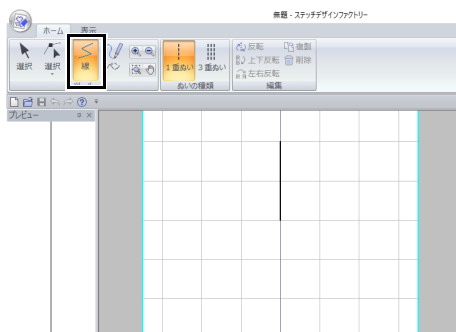 無題 - ステッチデザインファクトリー
ホーム 表示
選択 選択 線 ペン 1 重ぬい 3 重ぬい 反転 複製
上下反転 削除
左右反転
ぬいの種類 編集
プレビュー